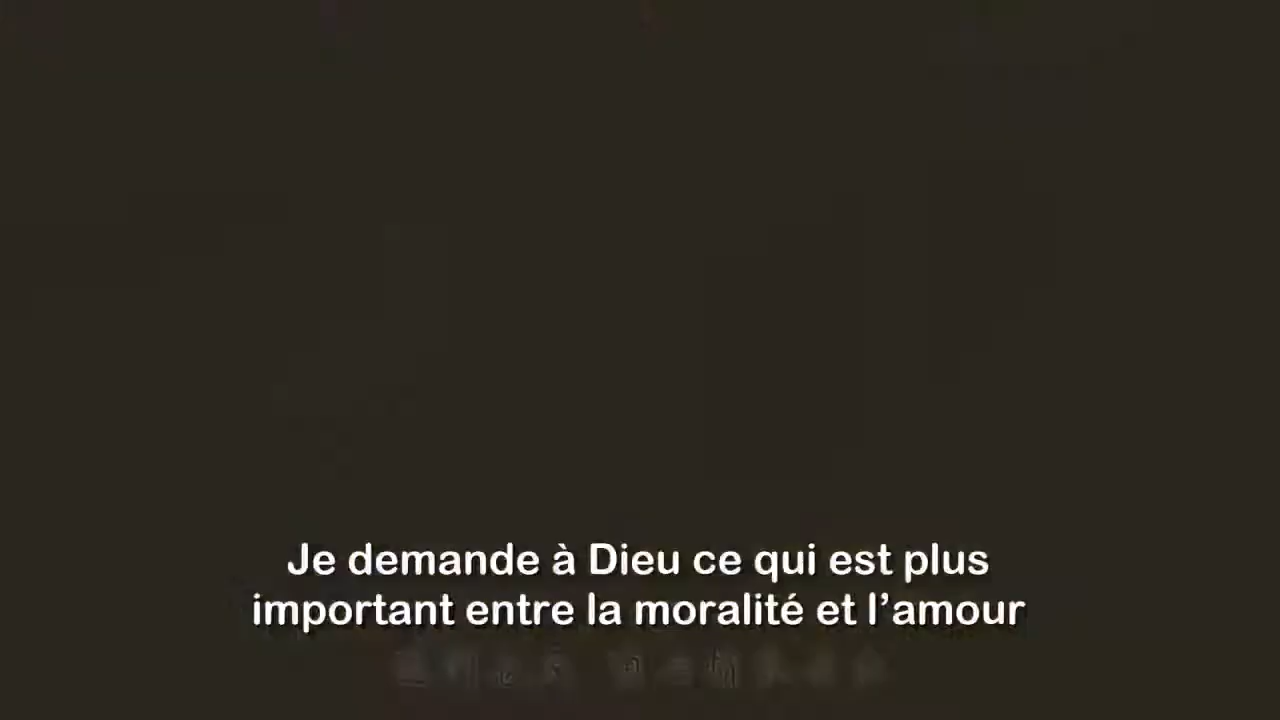 Je demande à Dieu ce qui est plus
important entre la moralité et l’amour